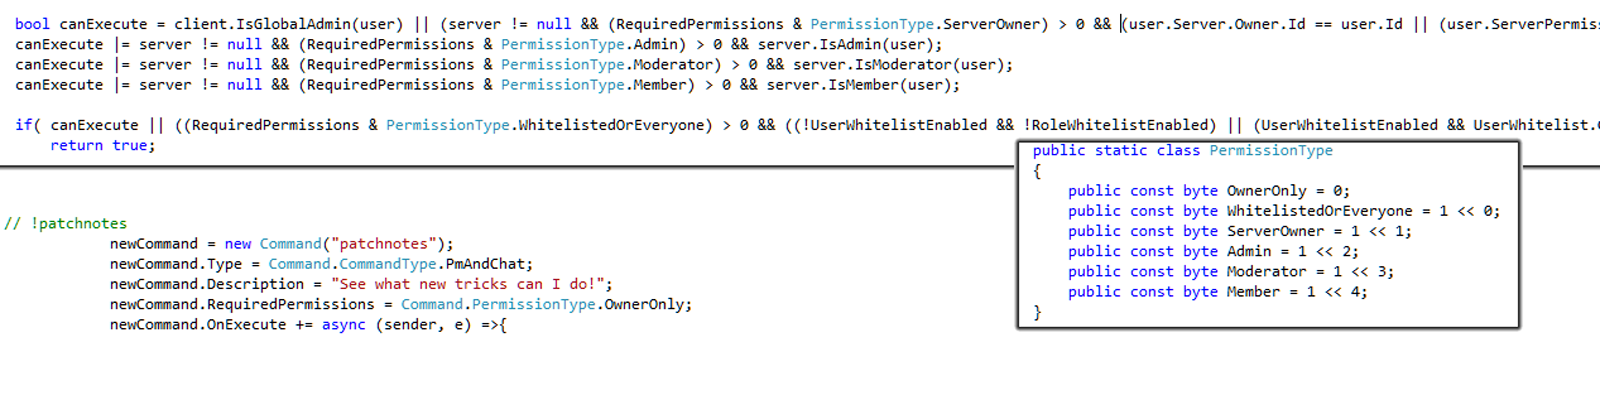 bool canExecute = client.IsGlobalAdmin(user) || (server != null && (RequiredPermissions & PermissionType.ServerOwner) > 0 && (user.Server.Owner.Id == user.Id || (user.ServerPermiss
canExecute |= server != null && (RequiredPermissions & PermissionType.Admin) > 0 && server.IsAdmin(user);
canExecute |= server != null && (RequiredPermissions & PermissionType.Moderator) > 0 && server.IsModerator(user);
canExecute |= server != null && (RequiredPermissions & PermissionType.Member) > 0 && server.IsMember(user);
if( canExecute || ((RequiredPermissions & PermissionType.WhitelistedOrEveryone) > 0 && ((!UserWhitelistEnabled && !RoleWhitelistEnabled) || (UserWhitelistEnabled && UserWhitelist.
return true;
public static class PermissionType
{
public const byte OwnerOnly = 0;
public const byte WhitelistedOrEveryone = 1 << 0;
public const byte ServerOwner = 1 << 1;
public const byte Admin = 1 << 2;
public const byte Moderator = 1 << 3;
public const byte Member = 1 << 4;
}
// !patchnotes
newCommand = new Command("patchnotes");
newCommand.Type = Command.CommandType.PmAndChat;
newCommand.Description = "See what new tricks can I do!";
newCommand.RequiredPermissions = Command.PermissionType.OwnerOnly;
newCommand.OnExecute += async (sender, e) =>{